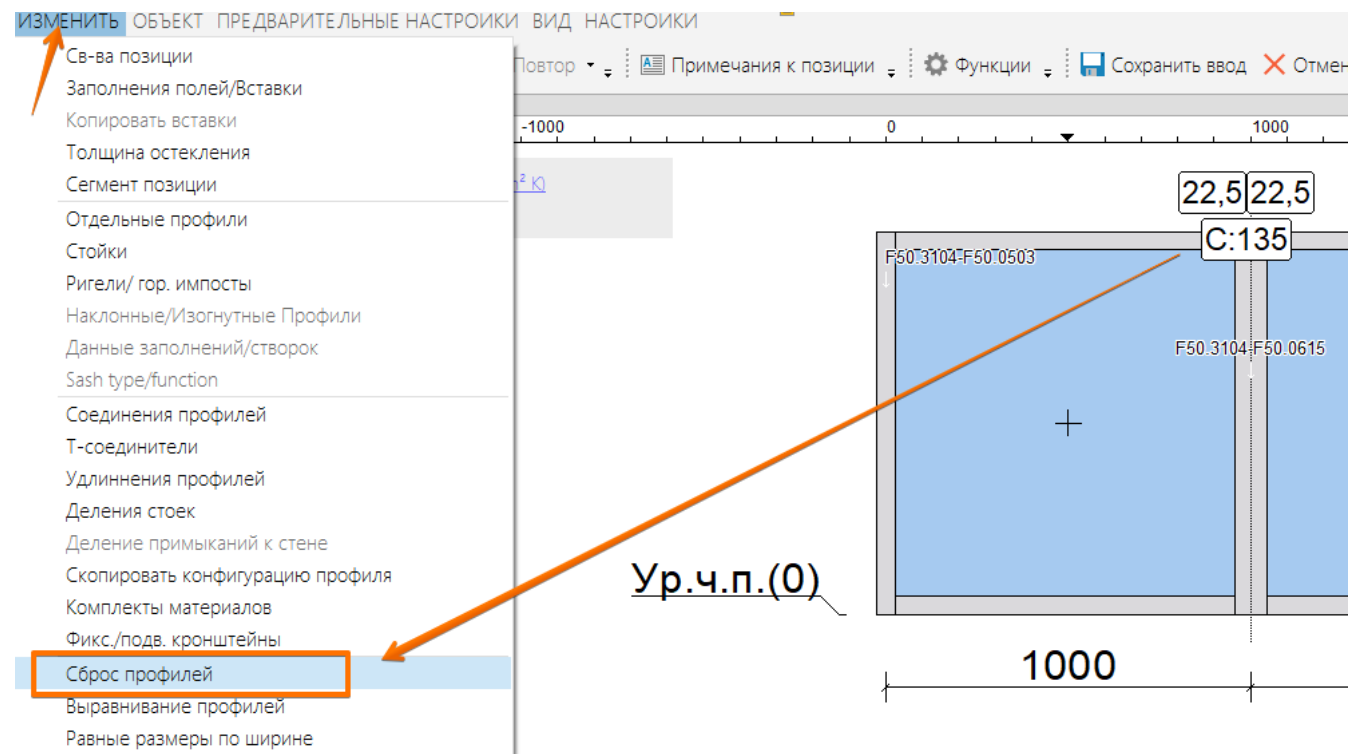 ИЗМЕНИТЬ ОБЪЕКТ ПРЕДВАРИТЕЛЬНЫЕ НАСТРОЙКИ ВИД НАСТРОЙКИ
Повтор Примечания к позиции Функции Сохранить ввод Отмен
Св-ва позиции
Заполнения полей/Вставки
Копировать вставки
Толщина остекления
Сегмент позиции
Отдельные профили
Стойки
Ригели/ гор. импосты
Наклонные/Изогнутные Профили
Данные заполнений/створок
Sash type/function
Соединения профилей
Т-соединители
Удлиннения профилей
Деления стоек
Деление примыканий к стене
Скопировать конфигурацию профиля
Комплекты материалов
Фикс./подв. кронштейны
Сброс профилей
Выравнивание профилей
Равные размеры по ширине
-1000 0 1000
² K)
22,5 22,5
C:135
F50.3104-F50.0503
F50.3104-F50.0615
Ур.ч.п.(0)
1000